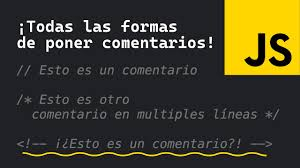 ¡Todas las formas
de poner comentarios!
JS
// Esto es un comentario
/* Esto es otro
comentario en multiples líneas */
<!-- ¡¿Esto es un comentario?! -->